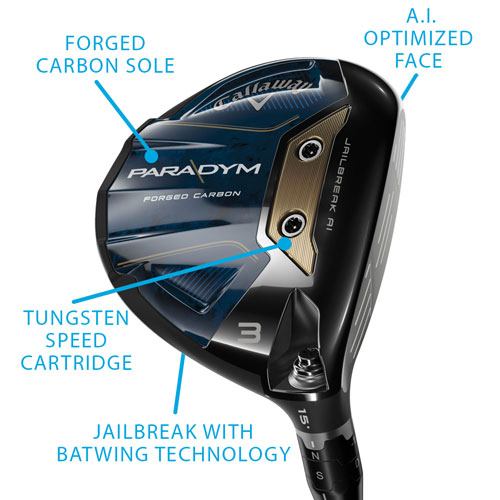 FORGED
CARBON SOLE
A.I.
OPTIMIZED
FACE
Callaway
PARADYM
FORGED CARBON
JAILBREAK AI
TUNGSTEN
SPEED
CARTRIDGE
3
JAILBREAK WITH
BATWING TECHNOLOGY
15°
N
S